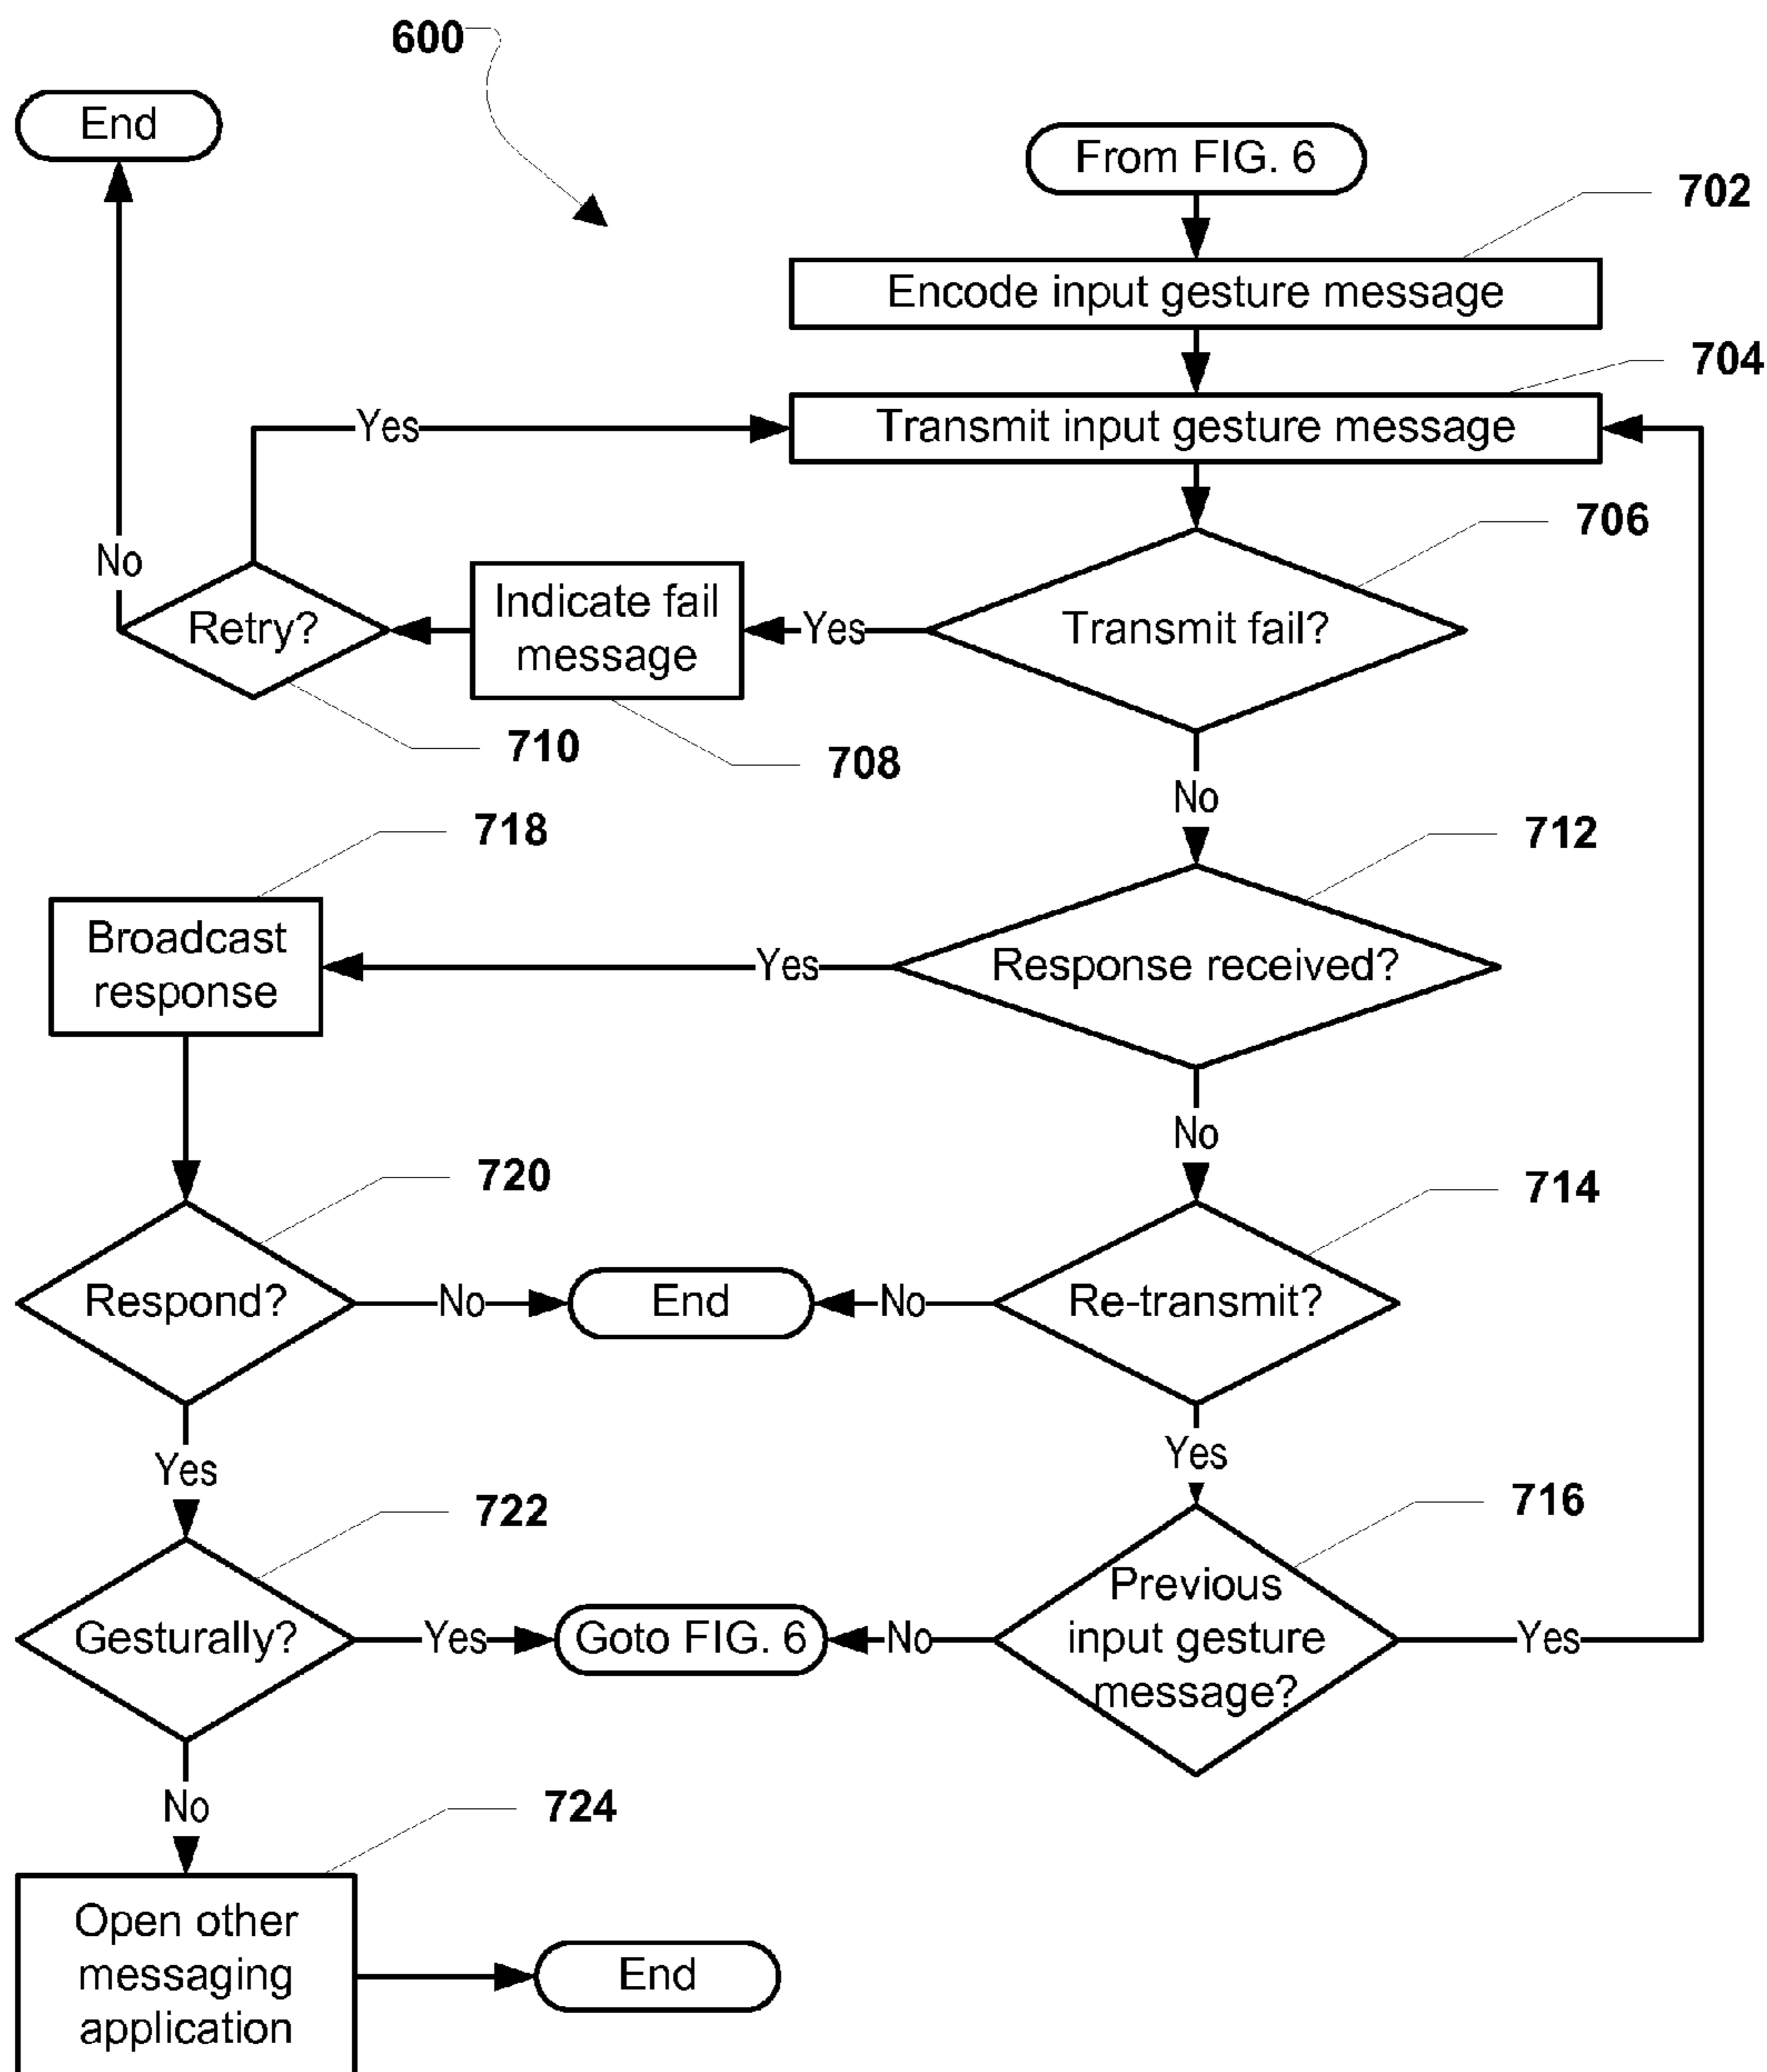 600
End
From FIG. 6
702
Encode input gesture message
704
Yes
Transmit input gesture message
706
No
Retry?
Indicate fail
message
Yes
Transmit fail?
710
708
No
718
712
Broadcast
response
Yes
Response received?
No
720
714
Respond?
No
End
No
Re-transmit?
Yes
Yes
722
716
Gesturally?
Yes
Goto FIG. 6
No
Previous
input gesture
message?
Yes
No
724
Open other
messaging
application
End